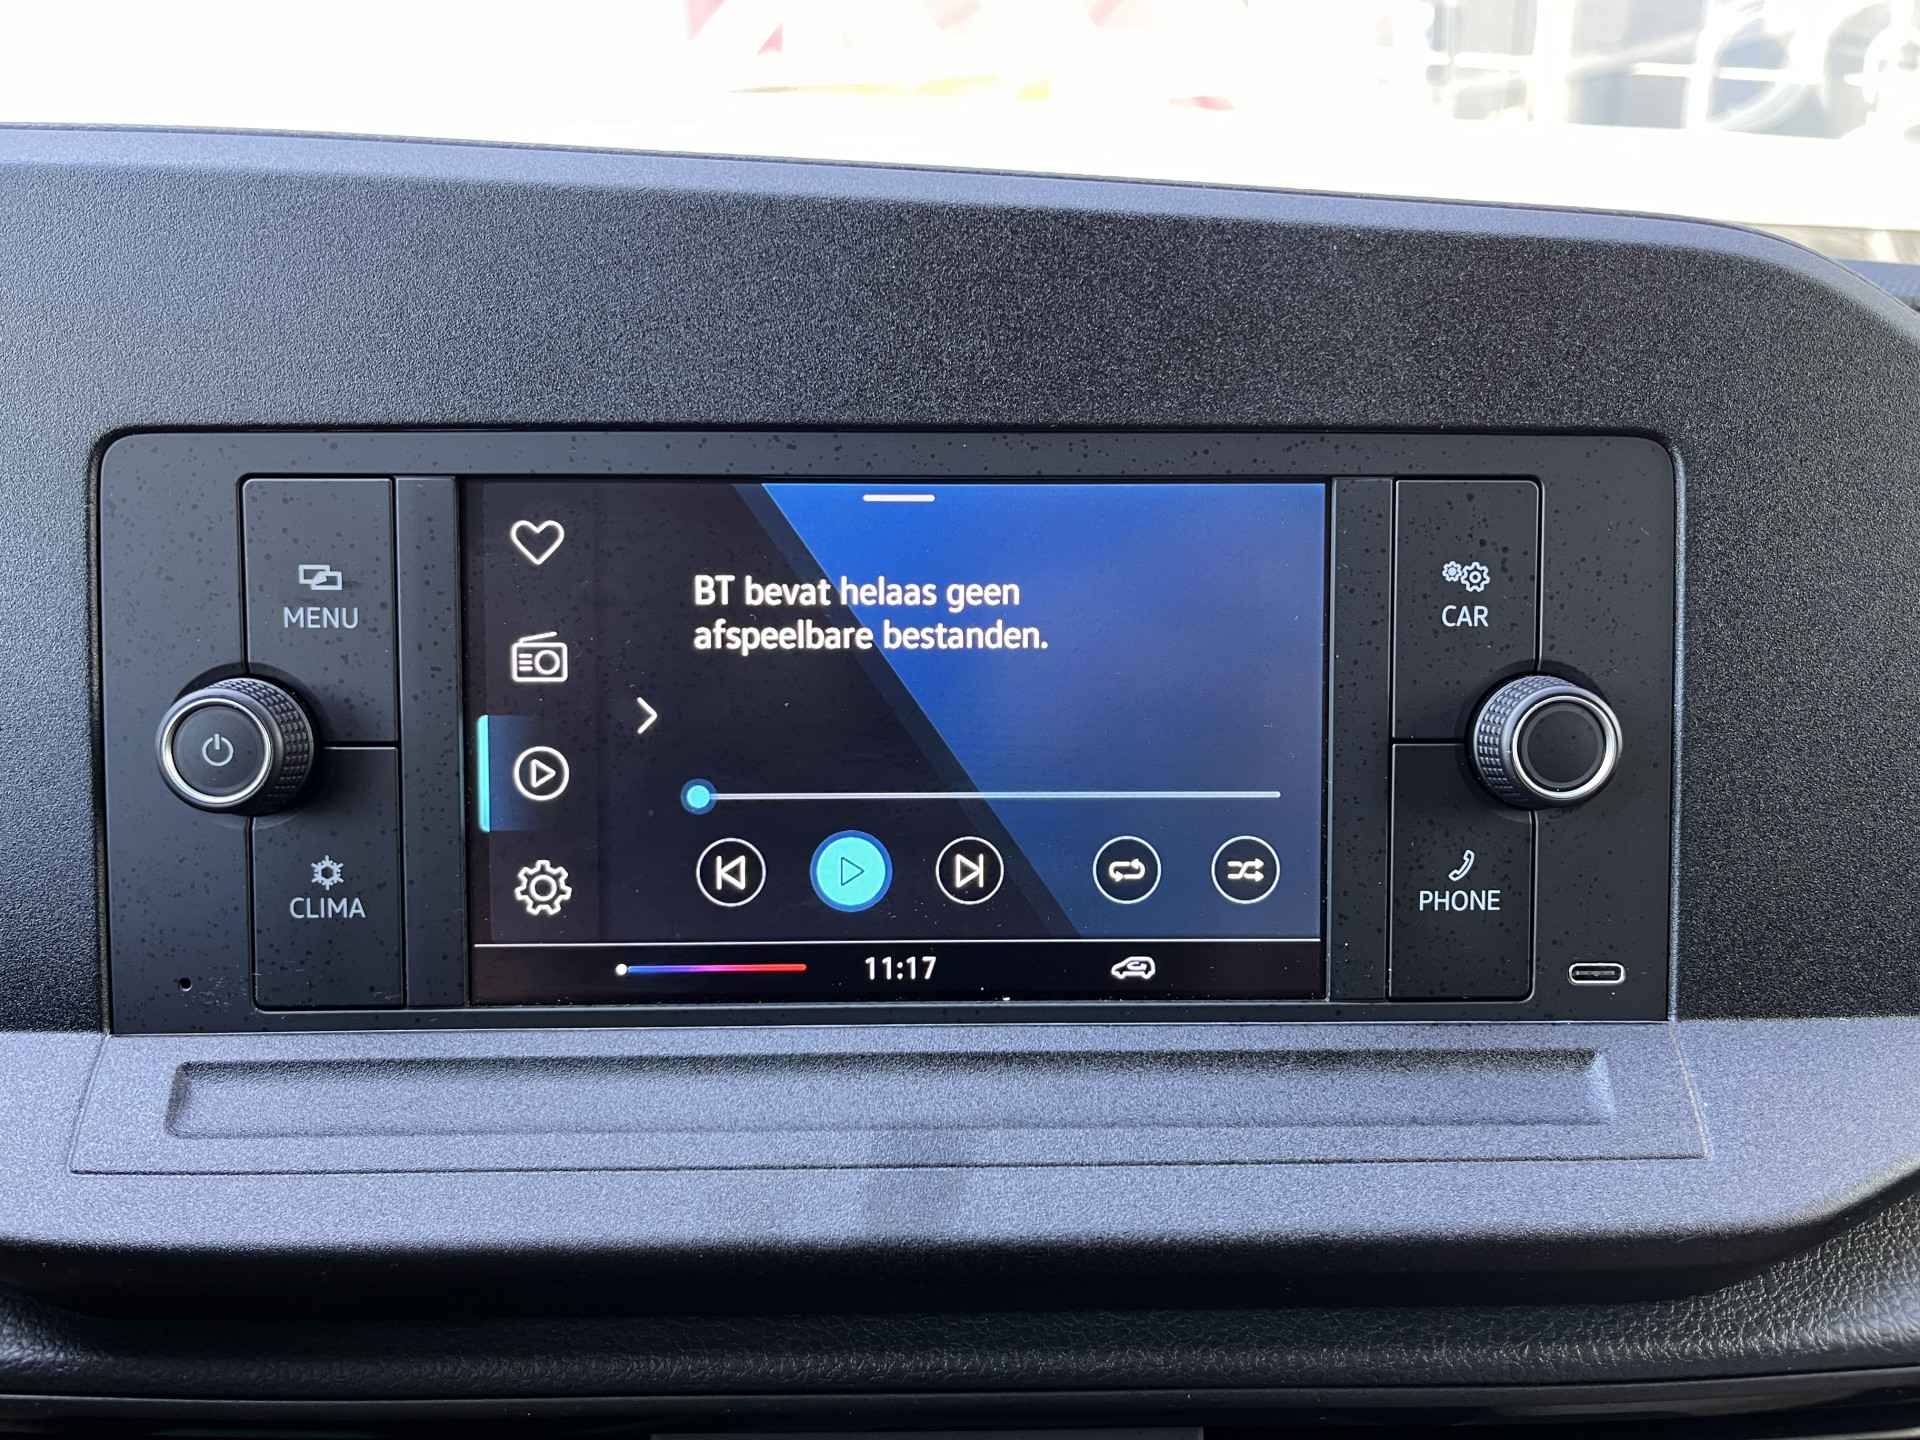 MENU
CLIMA
BT bevat helaas geen
afspeelbare bestanden.
11:17
CAR
PHONE